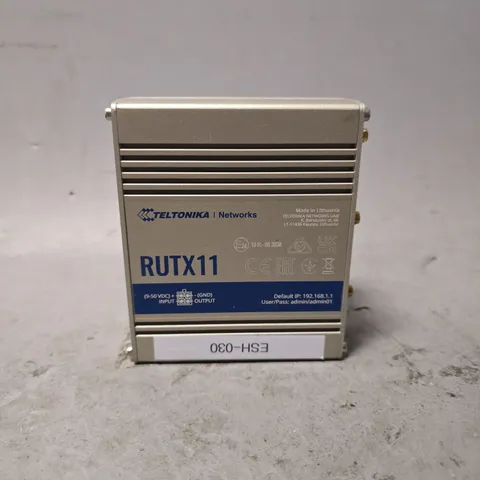 TELTONIKA | Networks
Made in Lithuania
RUTX11
(9-50 VDC) + - (GND)
INPUT OUTPUT
Default IP: 192.168.1.1
User/Pass: admin/admin01
ESH-030